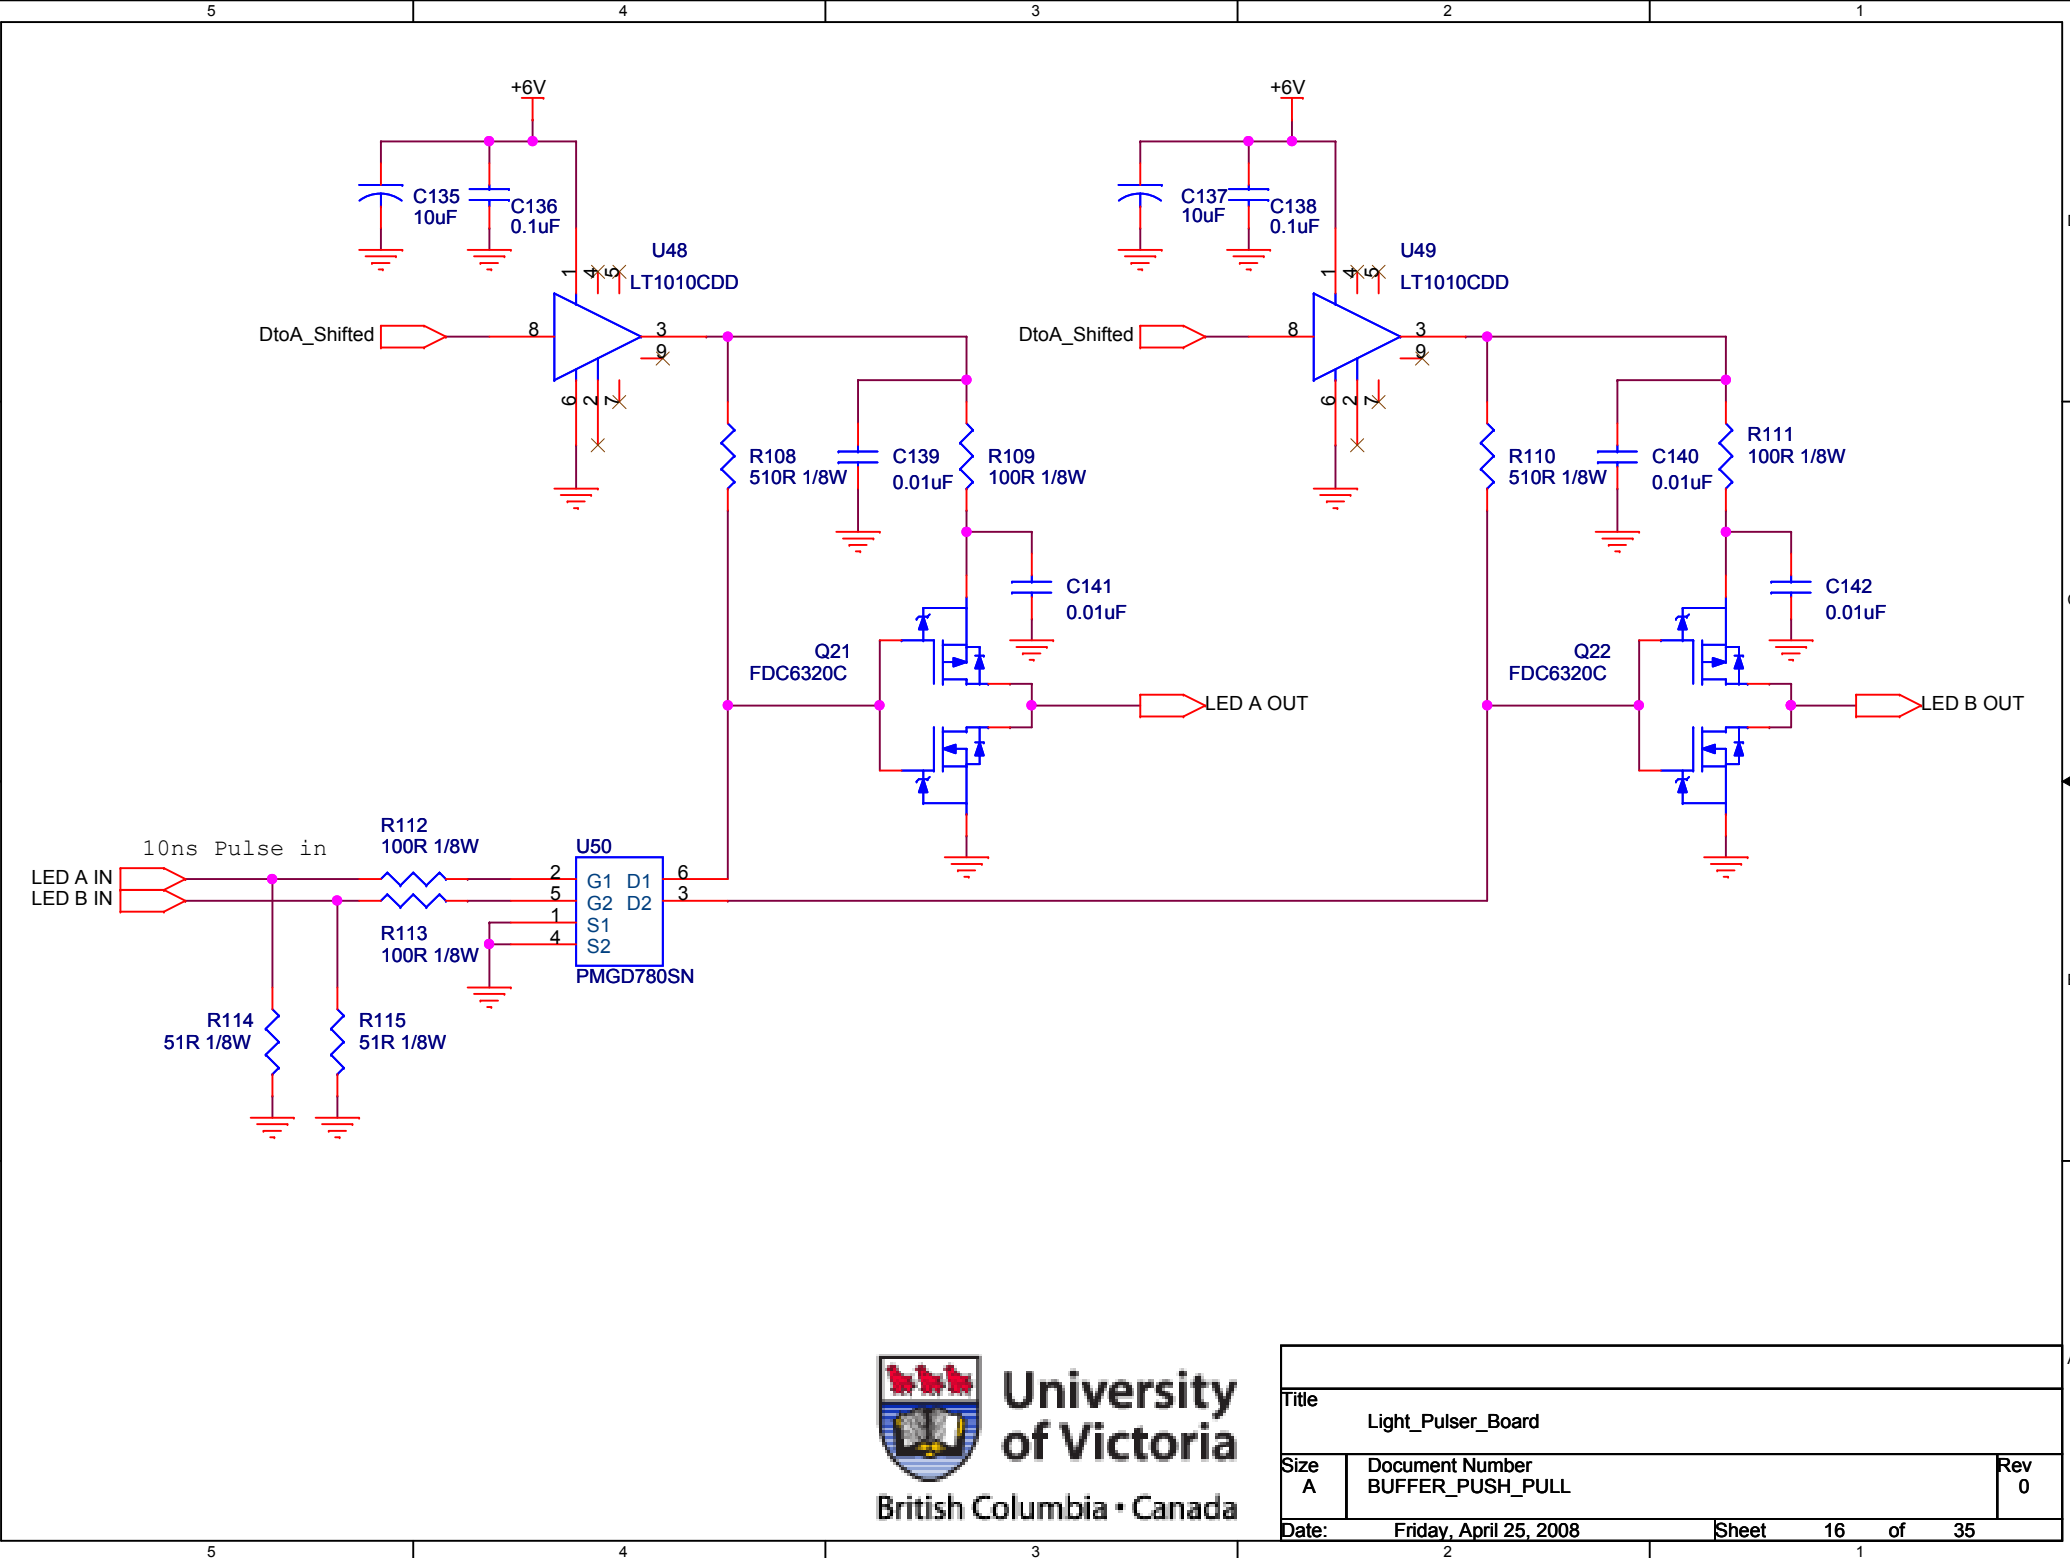 5 4 3 2 1
+6V
+6V
C135
10uF
C136
0.1uF
C137
10uF
C138
0.1uF
U48
LT1010CDD
U49
LT1010CDD
1 4 5
1 4 5
DtoA_Shifted
8
3
9
6 2 7
DtoA_Shifted
8
3
9
6 2 7
R108
510R 1/8W
C139
0.01uF
R109
100R 1/8W
R110
510R 1/8W
C140
0.01uF
R111
100R 1/8W
C141
0.01uF
C142
0.01uF
Q21
FDC6320C
Q22
FDC6320C
LED A OUT
LED B OUT
10ns Pulse in
LED A IN
LED B IN
R112
100R 1/8W
R113
100R 1/8W
U50
2 G1 D1 6
5 G2 D2 3
1 S1
4 S2
PMGD780SN
R114
51R 1/8W
R115
51R 1/8W
University
of Victoria
British Columbia • Canada
Title
Light_Pulser_Board
Size
A
Document Number
BUFFER_PUSH_PULL
Rev
0
Date: Friday, April 25, 2008 Sheet 16 of 35
5 4 3 2 1